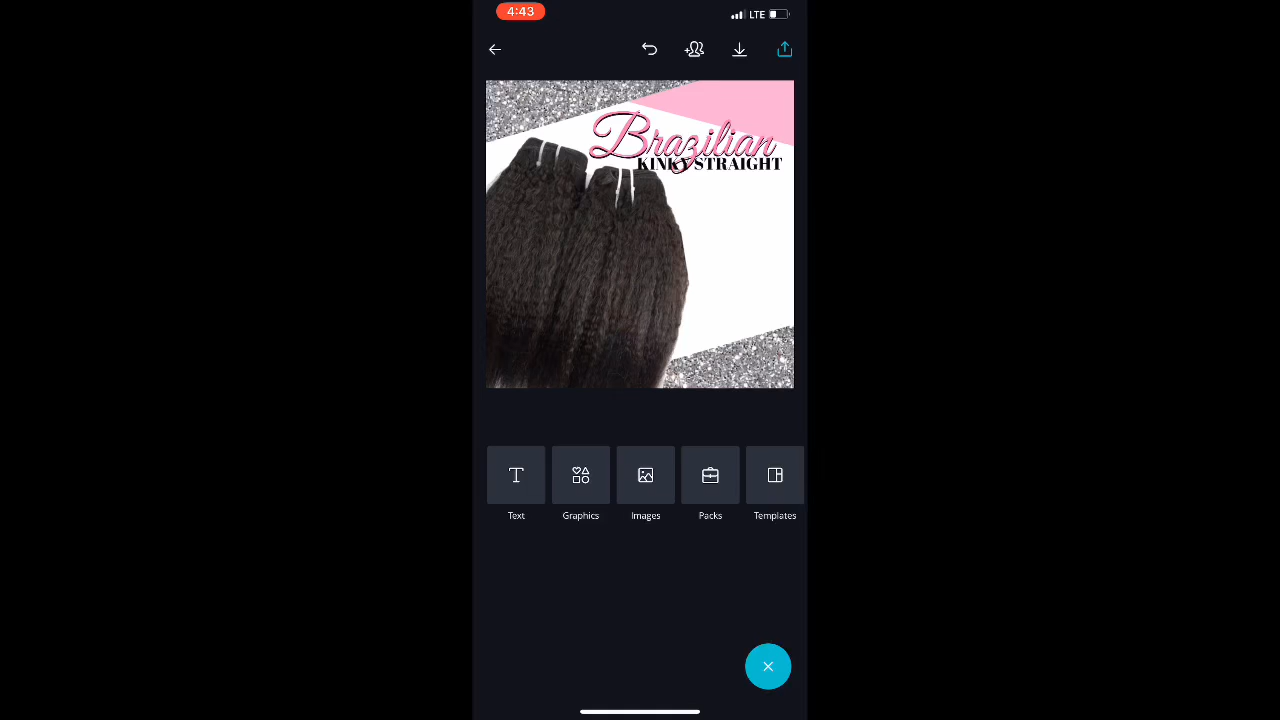 4:43
LTE
Brazilian
KINKY STRAIGHT
Text
Graphics
Images
Packs
Templates